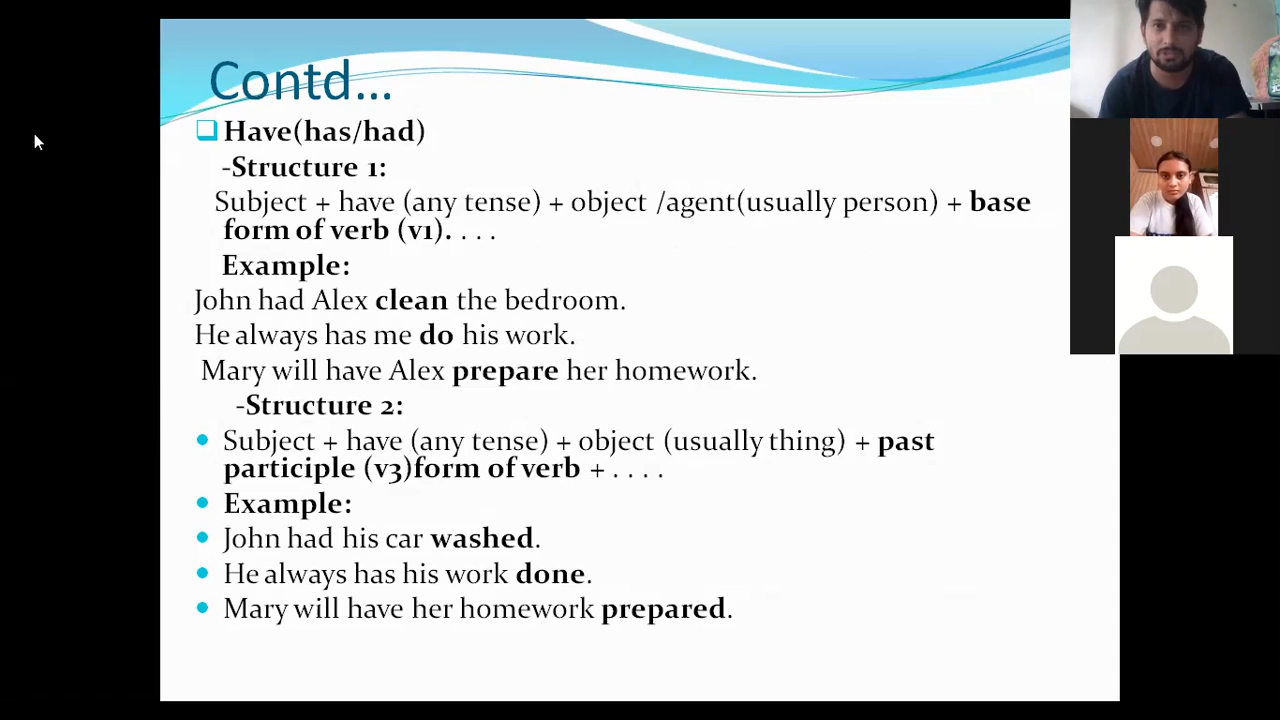 Contd...
Have(has/had)
-Structure 1:
Subject + have (any tense) + object /agent(usually person) + base
form of verb (v1). . . .
Example:
John had Alex clean the bedroom.
He always has me do his work.
Mary will have Alex prepare her homework.
-Structure 2:
Subject + have (any tense) + object (usually thing) + past
participle (v3)form of verb + . . . .
Example:
John had his car washed.
He always has his work done.
Mary will have her homework prepared.